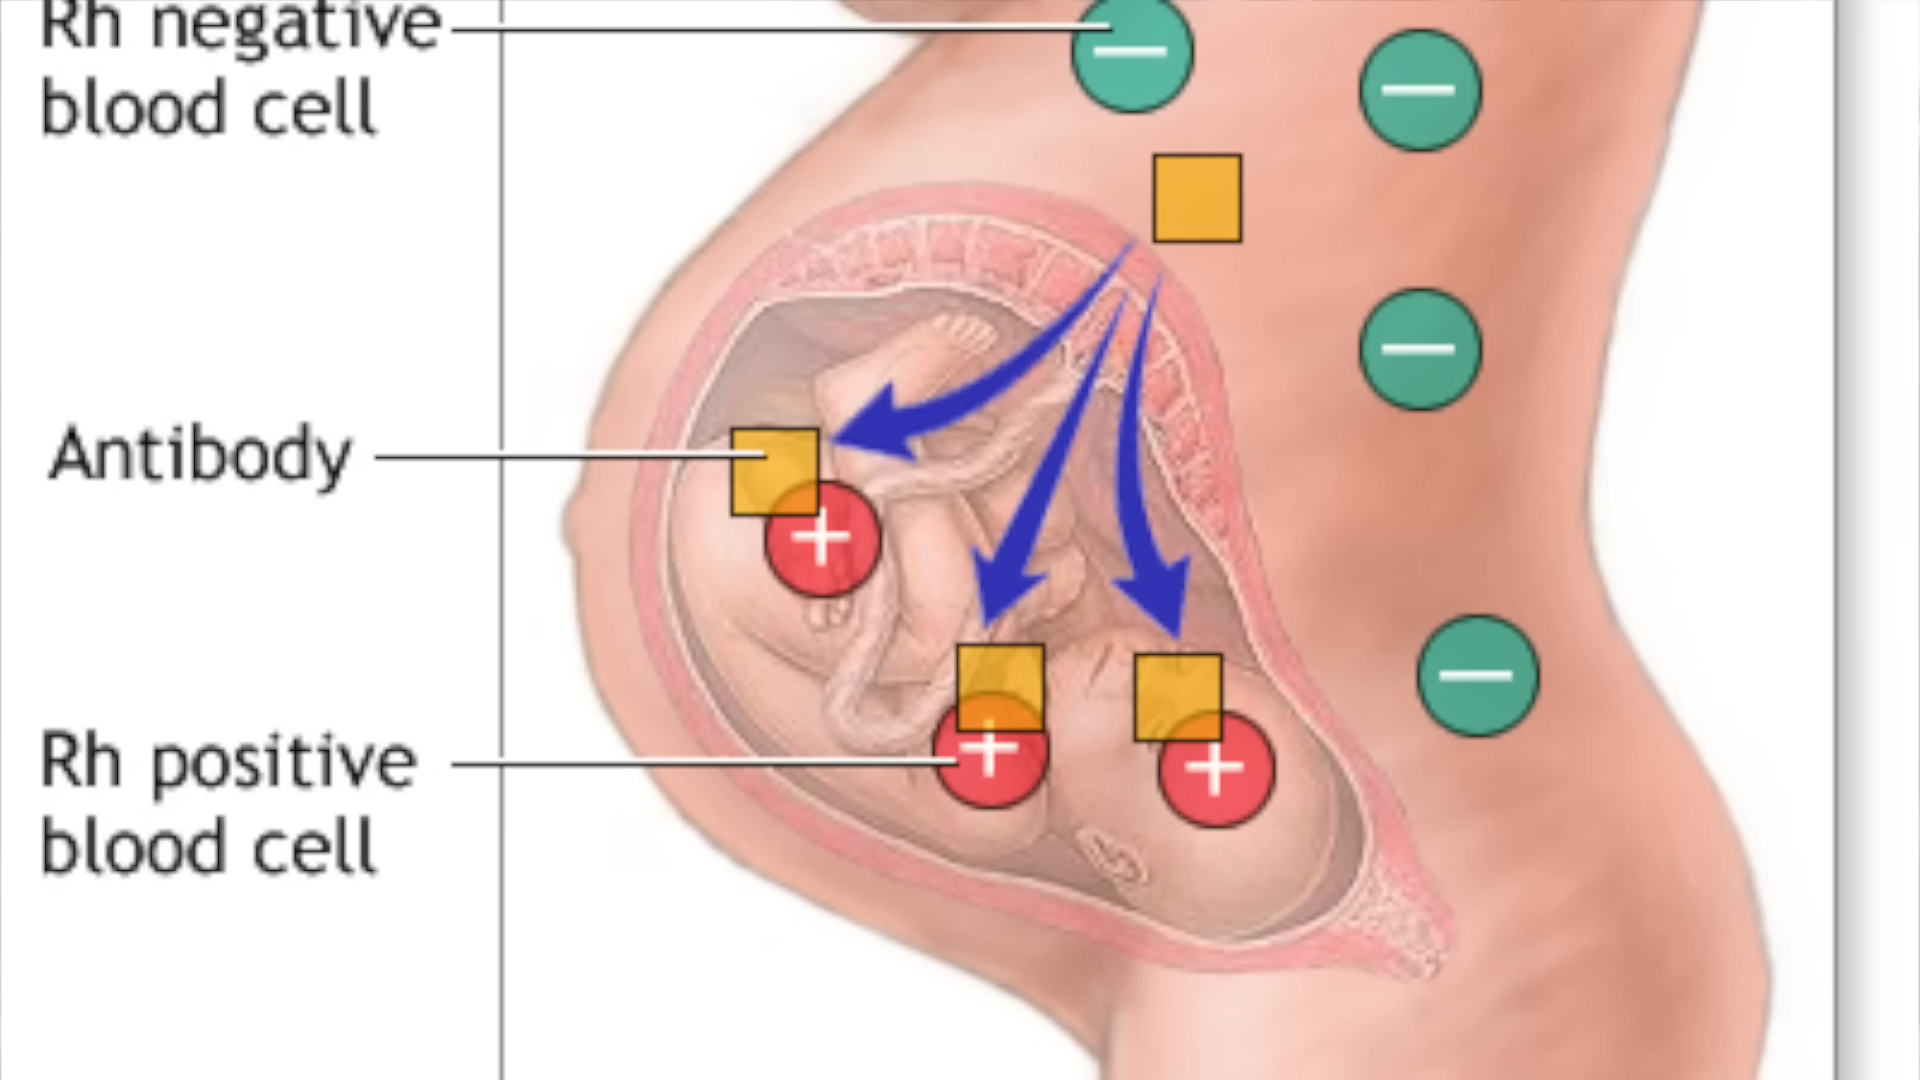 Rh negative
blood cell
Antibody
Rh positive
blood cell